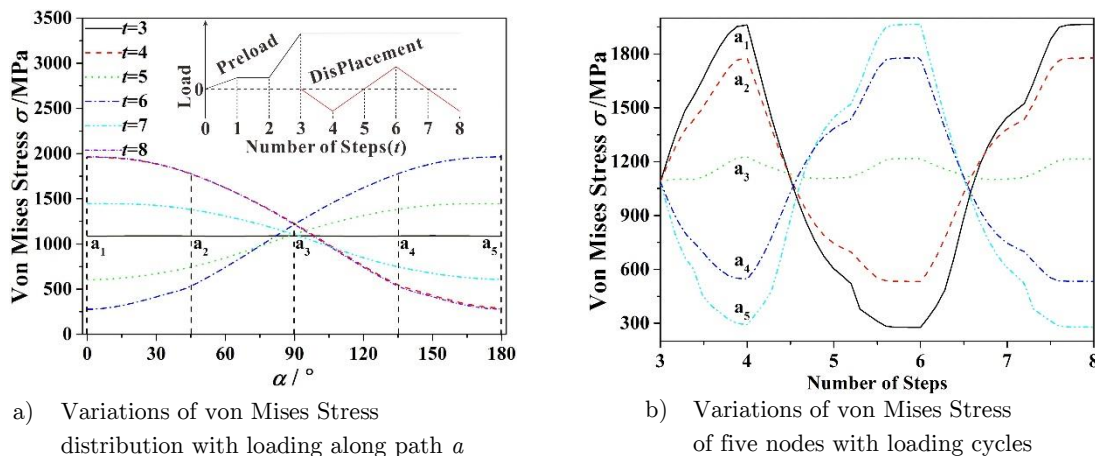 a)
3500
3000
2500
2000
1500
1000
500
0
Von Mises Stress σ /MPa
t=3
t=4
t=5
t=6
t=7
t=8
Load
0
Preload
DisPlacement
0 1 2 3 4 5 6 7 8
Number of Steps(t)
a1 a2 a3 a4 a5
0 30 60 90 120 150 180
α / °
a) Variations of von Mises Stress
distribution with loading along path a
b)
1800
1500
1200
900
600
300
Von Mises Stress σ /MPa
a1
a2
a3
a4
a5
3 4 5 6 7 8
Number of Steps
b) Variations of von Mises Stress
of five nodes with loading cycles